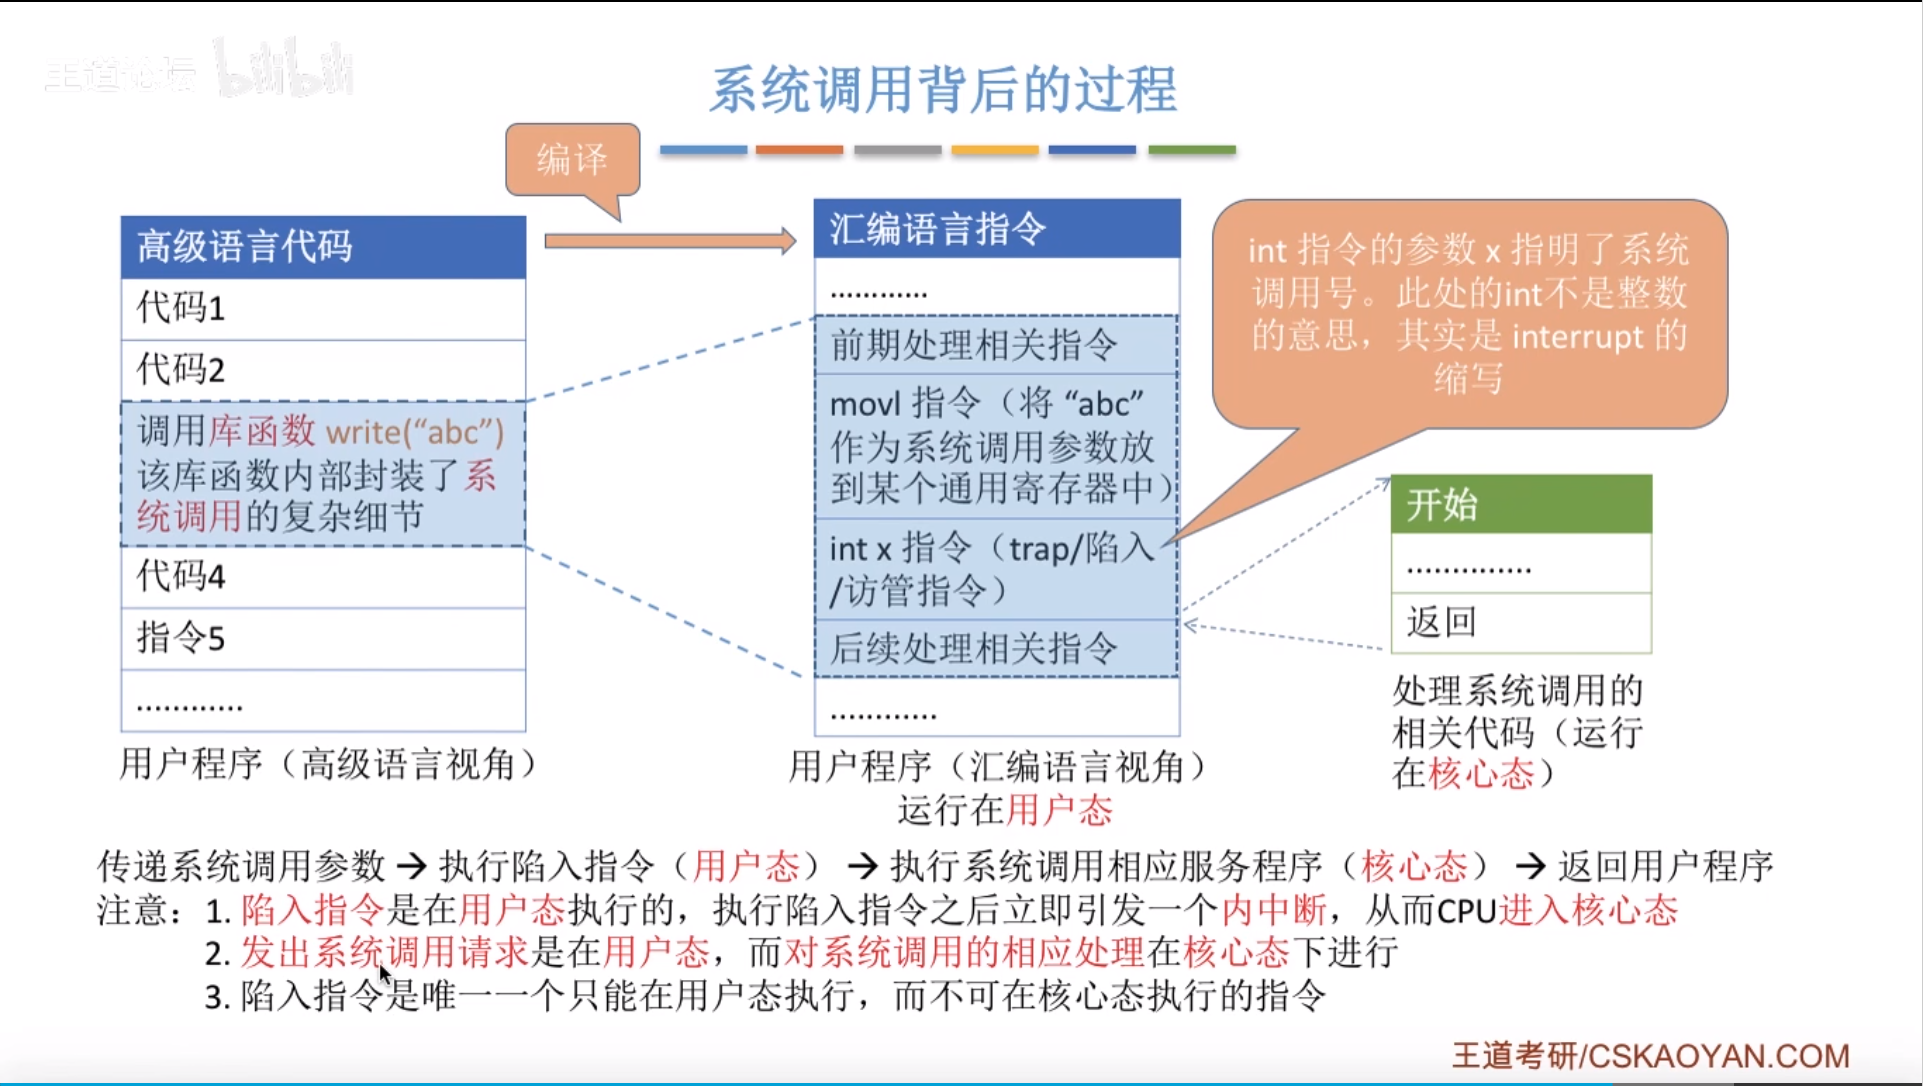 王道论坛 bilibili
系统调用背后的过程
编译
高级语言代码
代码1
代码2
调用库函数 write(“abc”)
该库函数内部封装了系
统调用的复杂细节
代码4
指令5
............
用户程序（高级语言视角）
汇编语言指令
............
前期处理相关指令
movl 指令（将 “abc”
作为系统调用参数放
到某个通用寄存器中）
int x 指令（trap/陷入
/访管指令）
后续处理相关指令
............
用户程序（汇编语言视角）
运行在用户态
int 指令的参数 x 指明了系统
调用号。此处的int不是整数
的意思，其实是 interrupt 的
缩写
开始
..............
返回
处理系统调用的
相关代码（运行
在核心态）
传递系统调用参数 → 执行陷入指令（用户态） → 执行系统调用相应服务程序（核心态） → 返回用户程序
注意：1. 陷入指令是在用户态执行的，执行陷入指令之后立即引发一个内中断，从而CPU进入核心态
2. 发出系统调用请求是在用户态，而对系统调用的相应处理在核心态下进行
3. 陷入指令是唯一一个只能在用户态执行，而不可在核心态执行的指令
王道考研/CSKAOYAN.COM